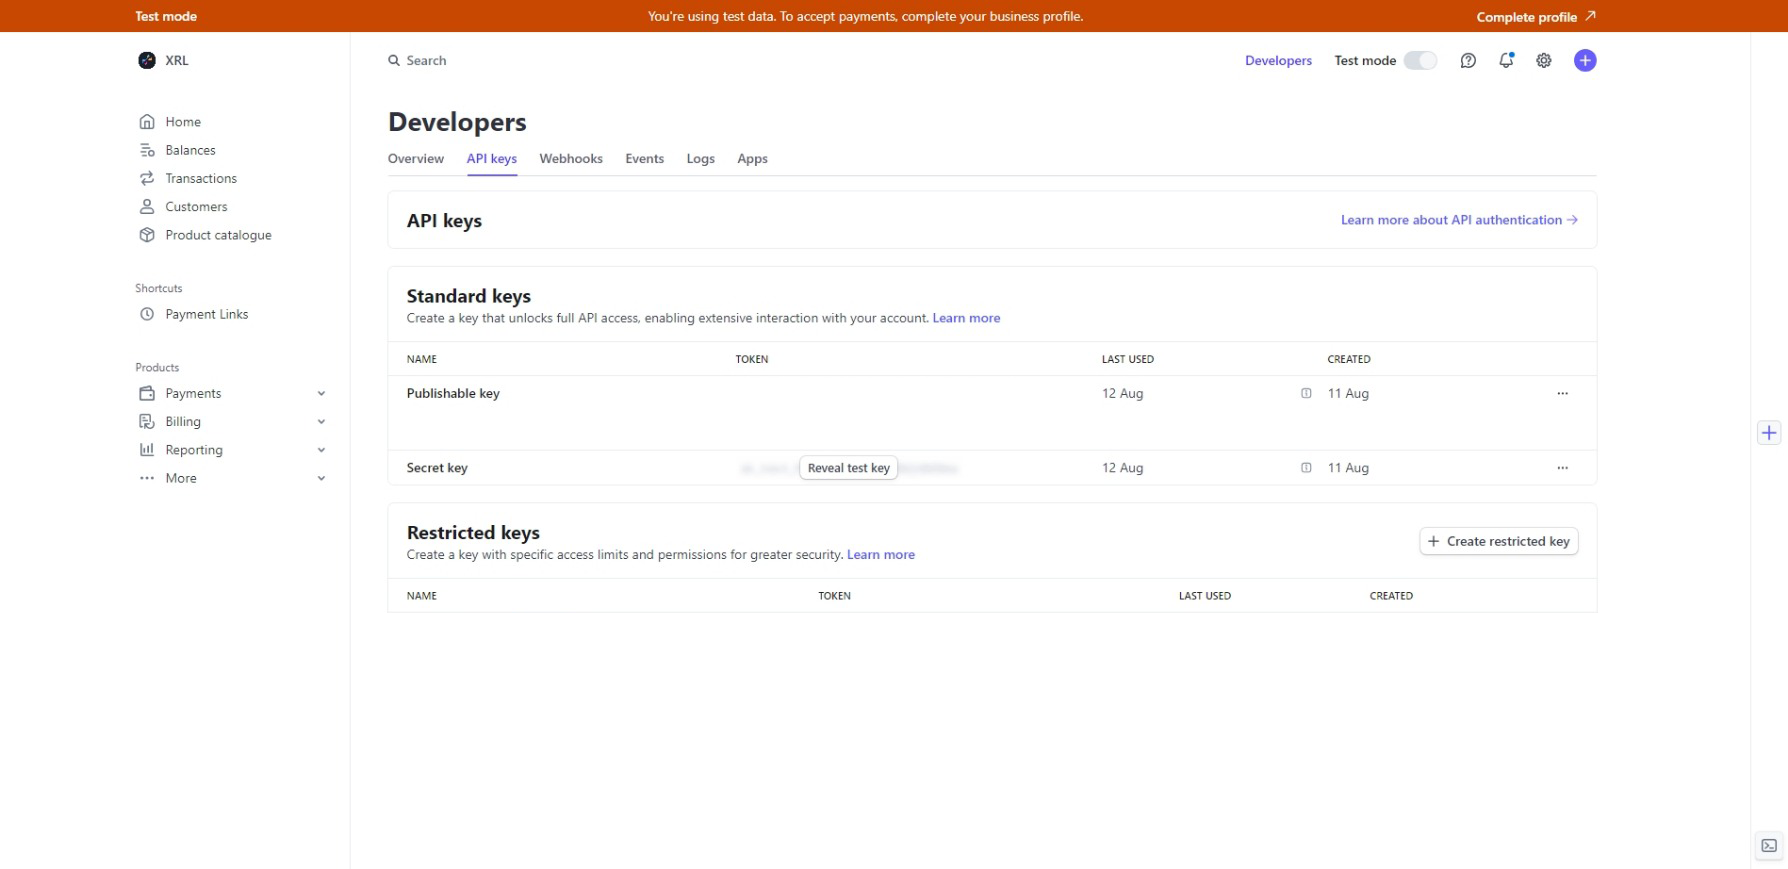 Test mode
You're using test data. To accept payments, complete your business profile.
Complete profile
XRL
Search
Developers
Test mode
Home
Balances
Transactions
Customers
Product catalogue
Shortcuts
Payment Links
Products
Payments
Billing
Reporting
More
Developers
Overview API keys Webhooks Events Logs Apps
API keys
Learn more about API authentication
Standard keys
Create a key that unlocks full API access, enabling extensive interaction with your account. Learn more
NAME TOKEN LAST USED CREATED
Publishable key 12 Aug 11 Aug
Secret key Reveal test key 12 Aug 11 Aug
Restricted keys
Create a key with specific access limits and permissions for greater security. Learn more
Create restricted key
NAME TOKEN LAST USED CREATED